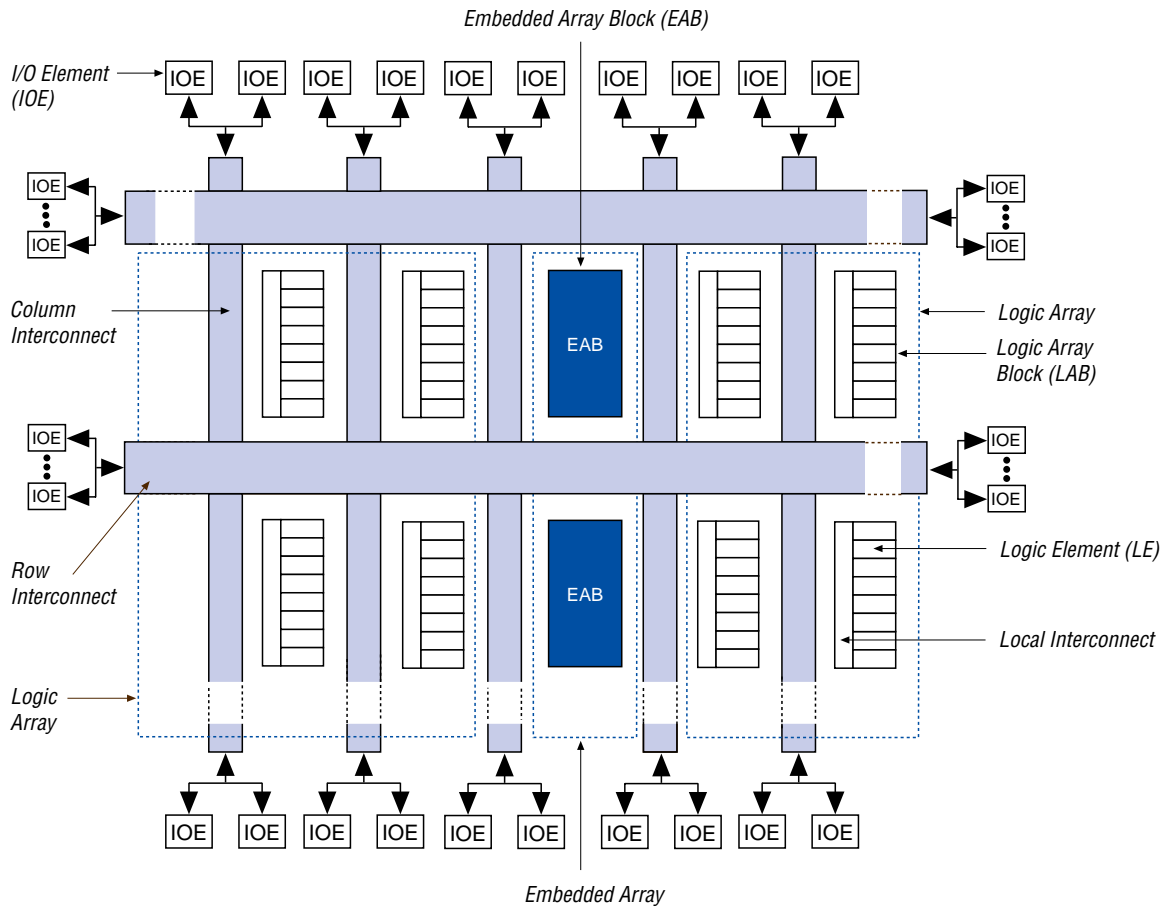 Embedded Array Block (EAB)
I/O Element
(IOE)
IOE IOE IOE IOE IOE IOE IOE IOE IOE IOE
IOE IOE
IOE IOE
Column
Interconnect
EAB
Logic Array
Logic Array
Block (LAB)
IOE IOE
IOE IOE
Row
Interconnect
EAB
Logic Element (LE)
Local Interconnect
Logic
Array
IOE IOE IOE IOE IOE IOE IOE IOE IOE IOE
Embedded Array